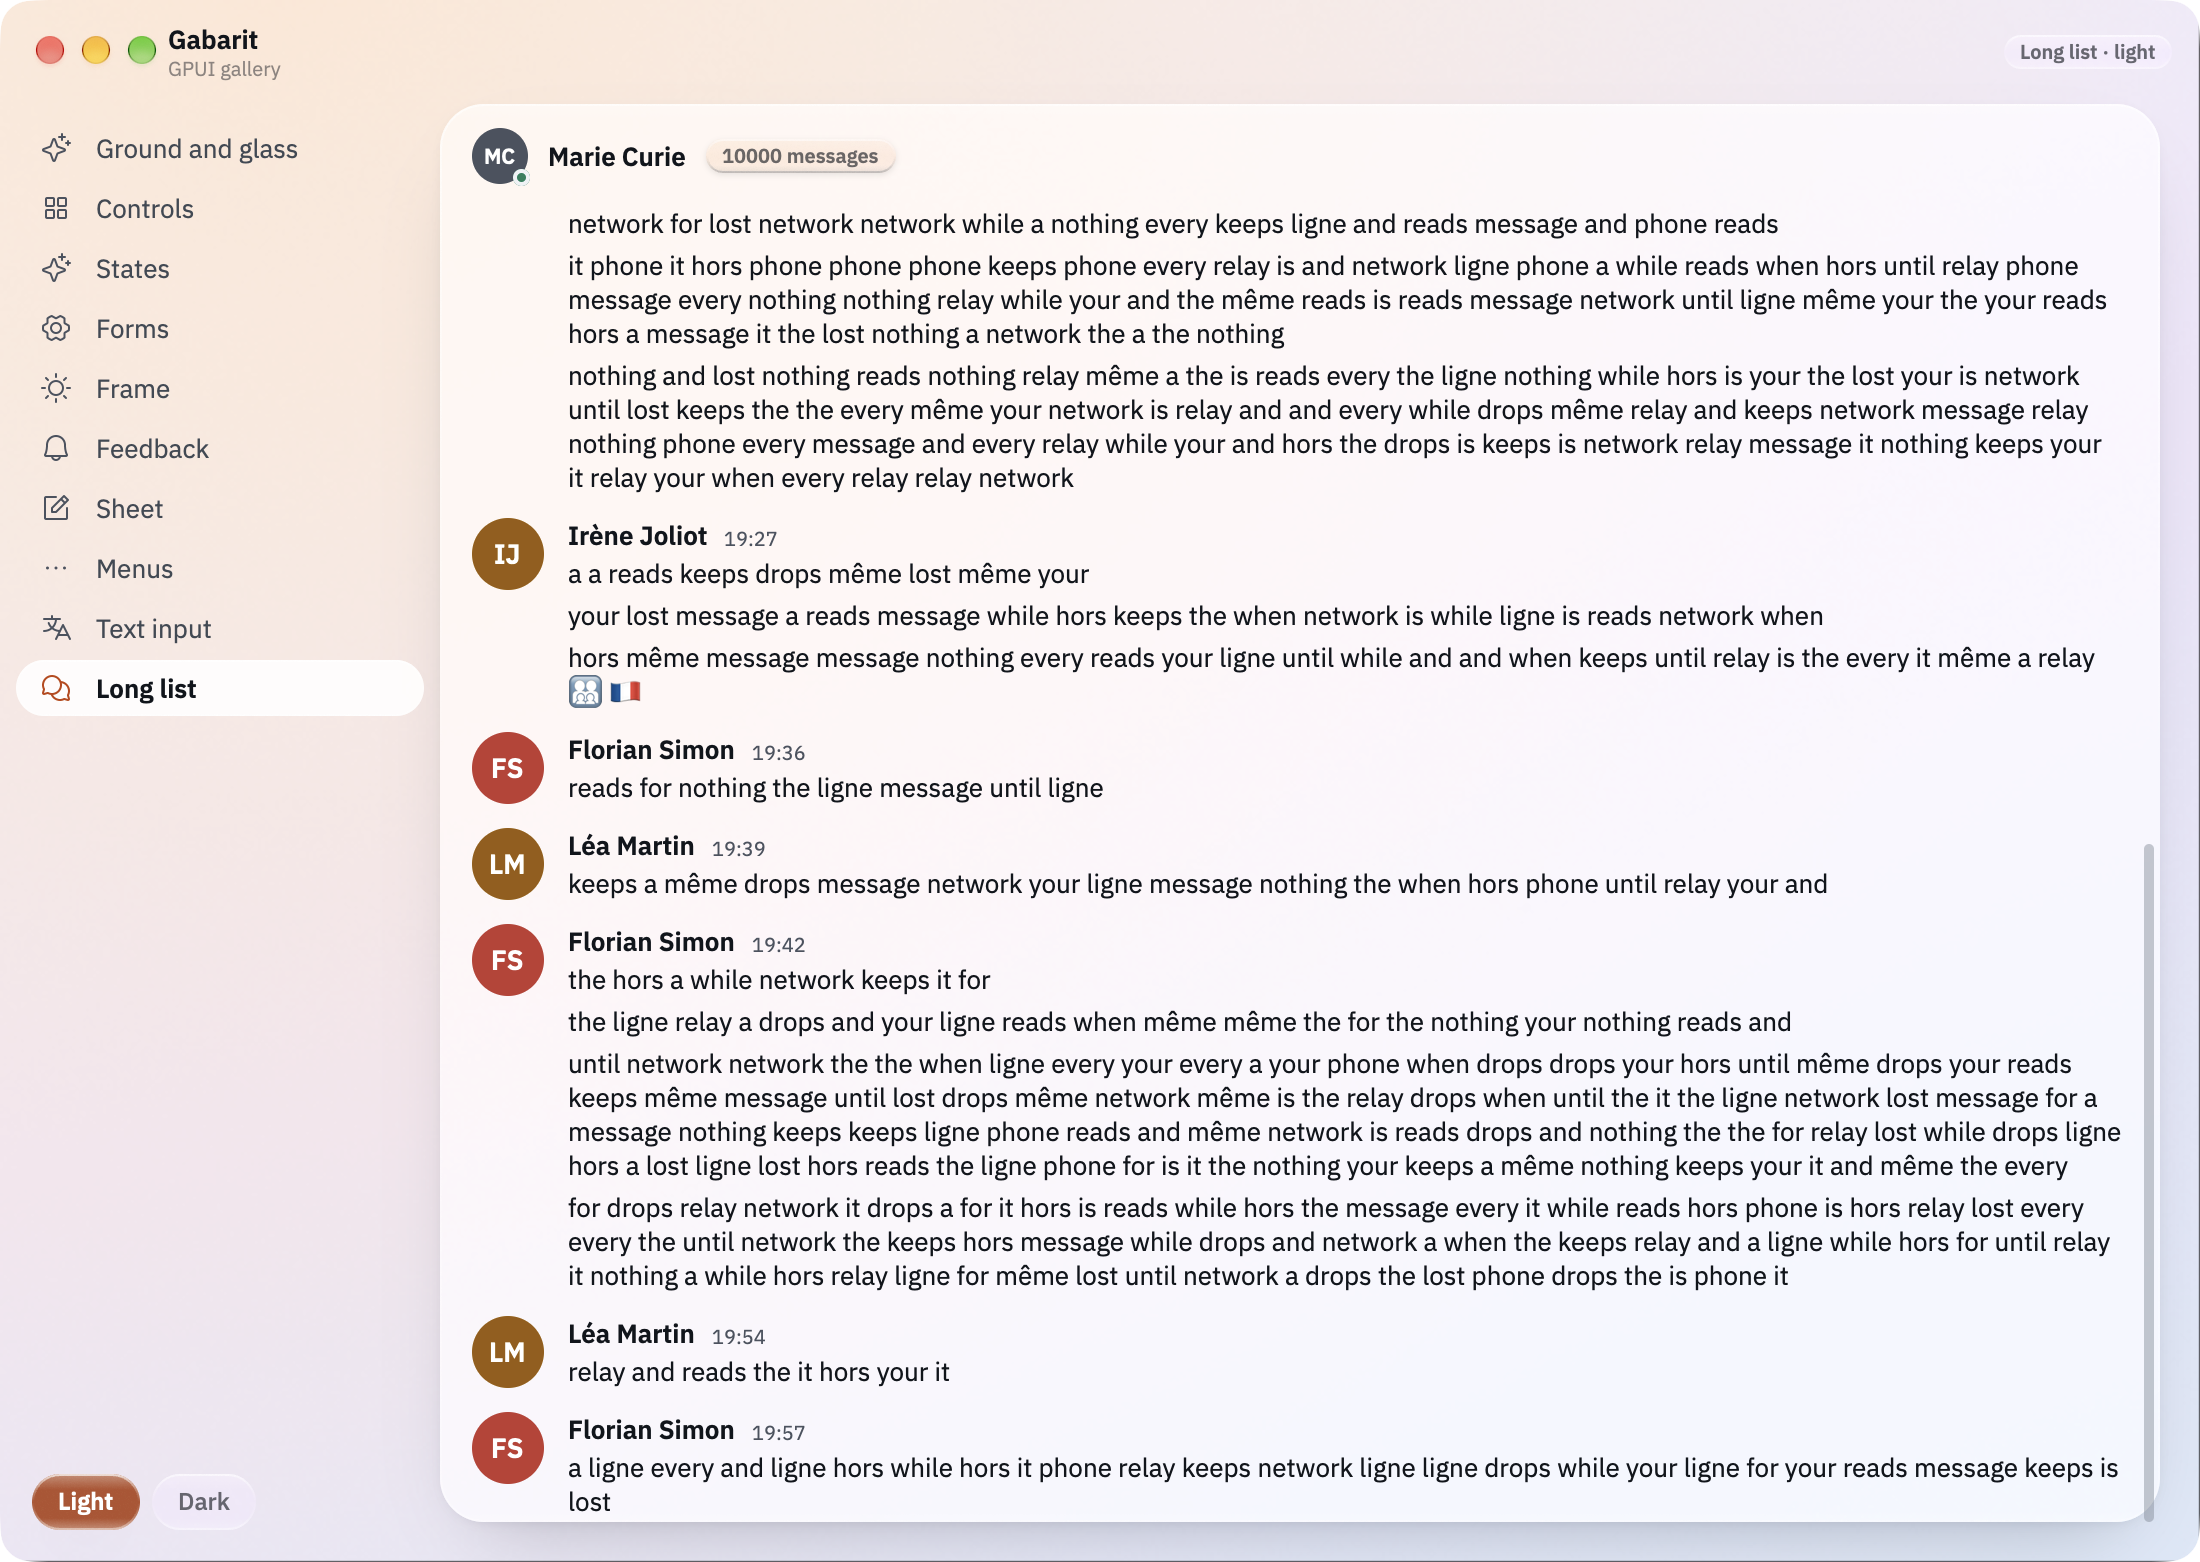 Gabarit
GPUI gallery
Long list · light
Ground and glass
Controls
States
Forms
Frame
Feedback
Sheet
Menus
Text input
Long list
Light
Dark
MC
Marie Curie
10000 messages
network for lost network network while a nothing every keeps ligne and reads message and phone reads
it phone it hors phone phone phone keeps phone every relay is and network ligne phone a while reads when hors until relay phone
message every nothing nothing relay while your and the même reads is reads message network until ligne même your the your reads
hors a message it the lost nothing a network the a the nothing
nothing and lost nothing reads nothing relay même a the is reads every the ligne nothing while hors is your the lost your is network
until lost keeps the the every même your network is relay and and every while drops même relay and keeps network message relay
nothing phone every message and every relay while your and hors the drops is keeps is network relay message it nothing keeps your
it relay your when every relay relay network
IJ
Irène Joliot 19:27
a a reads keeps drops même lost même your
your lost message a reads message while hors keeps the when network is while ligne is reads network when
hors même message message nothing every reads your ligne until while and and when keeps until relay is the every it même a relay
FS
Florian Simon 19:36
reads for nothing the ligne message until ligne
LM
Léa Martin 19:39
keeps a même drops message network your ligne message nothing the when hors phone until relay your and
FS
Florian Simon 19:42
the hors a while network keeps it for
the ligne relay a drops and your ligne reads when même même the for the nothing your nothing reads and
until network network the the when ligne every your every a your phone when drops drops your hors until même drops your reads
keeps même message until lost drops même network même is the relay drops when until the it the ligne network lost message for a
message nothing keeps keeps ligne phone reads and même network is reads drops and nothing the the for relay lost while drops ligne
hors a lost ligne lost hors reads the ligne phone for is it the nothing your keeps a même nothing keeps your it and même the every
for drops relay network it drops a for it hors is reads while hors the message every it while reads hors phone is hors relay lost every
every the until network the keeps hors message while drops and network a when the keeps relay and a ligne while hors for until relay
it nothing a while hors relay ligne for même lost until network a drops the lost phone drops the is phone it
LM
Léa Martin 19:54
relay and reads the it hors your it
FS
Florian Simon 19:57
a ligne every and ligne hors while hors it phone relay keeps network ligne ligne drops while your ligne for your reads message keeps is
lost